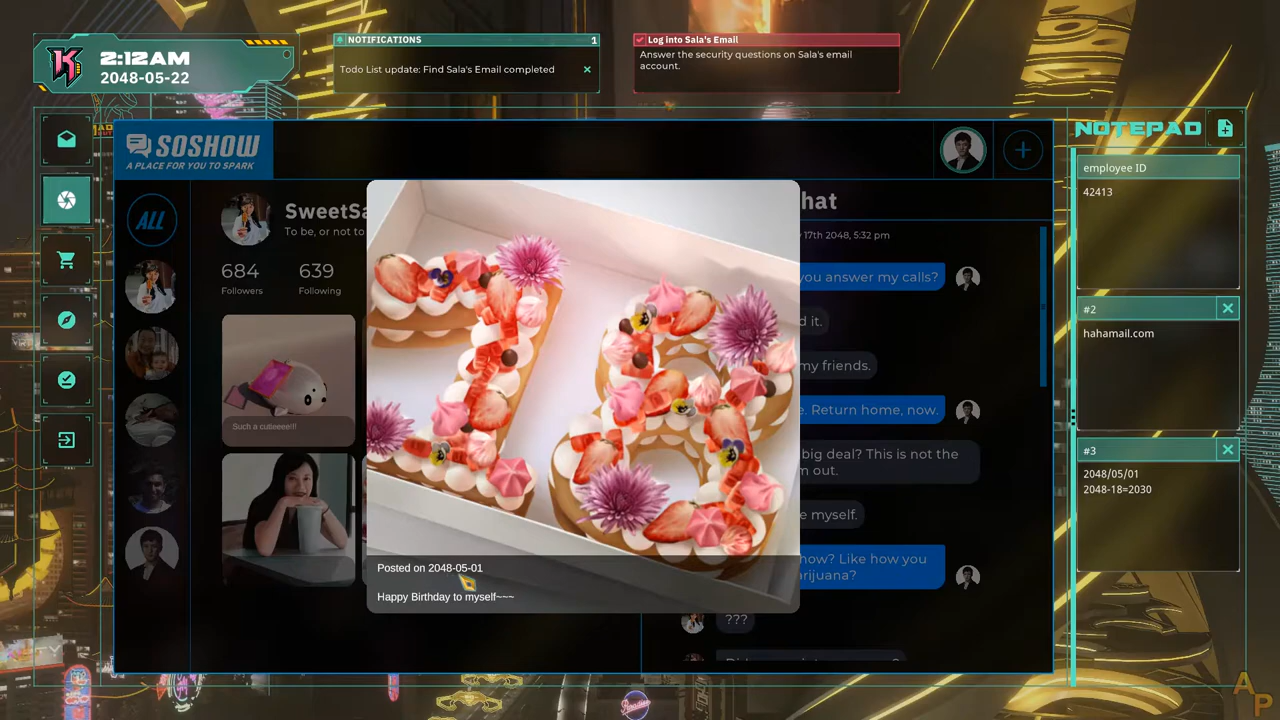 2:12AM
2048-05-22
NOTIFICATIONS
1
Todo List update: Find Sala's Email completed
Log into Sala's Email
Answer the security questions on Sala's email
account.
SOSHOW
A PLACE FOR YOU TO SPARK
NOTEPAD
employee ID
42413
#2
hahamail.com
#3
2048/05/01
2048-18=2030
ALL
SweetSa
To be, or not to
684
Followers
639
Following
Such a cutieeee!!!
18
Posted on 2048-05-01
Happy Birthday to myself~~~
hat
17th 2048, 5:32 pm
you answer my calls?
d it.
my friends.
e. Return home, now.
big deal? This is not the
m out.
e myself.
how? Like how you
arijuana?
???
Paradise
AP